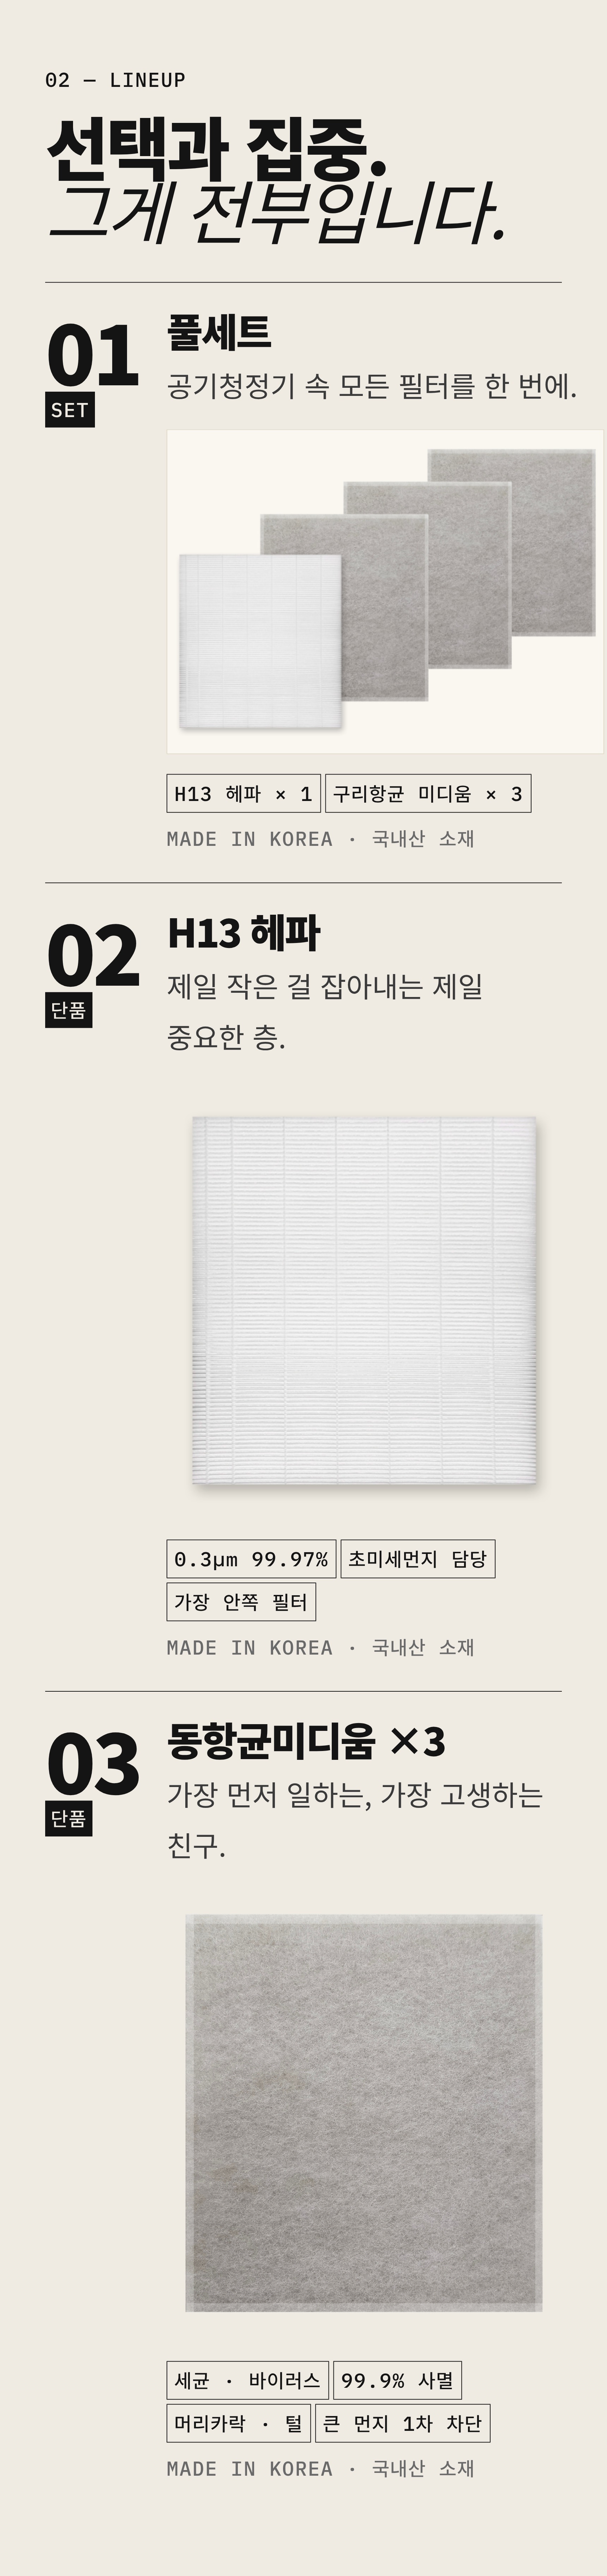 02 — LINEUP
선택과 집중.
그게 전부입니다.
01
SET
풀세트
공기청정기 속 모든 필터를 한 번에.
H13 헤파 × 1
구리항균 미디움 × 3
MADE IN KOREA · 국내산 소재
02
단품
H13 헤파
제일 작은 걸 잡아내는 제일
중요한 층.
0.3µm 99.97%
초미세먼지 담당
가장 안쪽 필터
MADE IN KOREA · 국내산 소재
03
단품
동항균미디움 ×3
가장 먼저 일하는, 가장 고생하는
친구.
세균 · 바이러스
99.9% 사멸
머리카락 · 털
큰 먼지 1차 차단
MADE IN KOREA · 국내산 소재